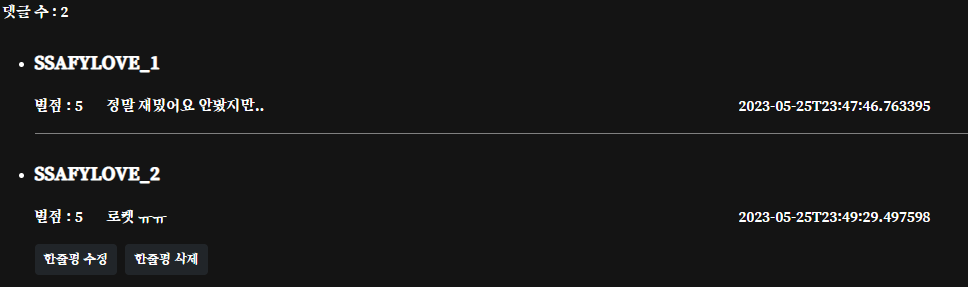 댓글 수 : 2
SSAFYLOVE_1
별점 : 5 정말 재밌어요 안봤지만.. 2023-05-25T23:47:46.763395
SSAFYLOVE_2
별점 : 5 로켓 ㅠㅠ 2023-05-25T23:49:29.497598
한줄평 수정 한줄평 삭제